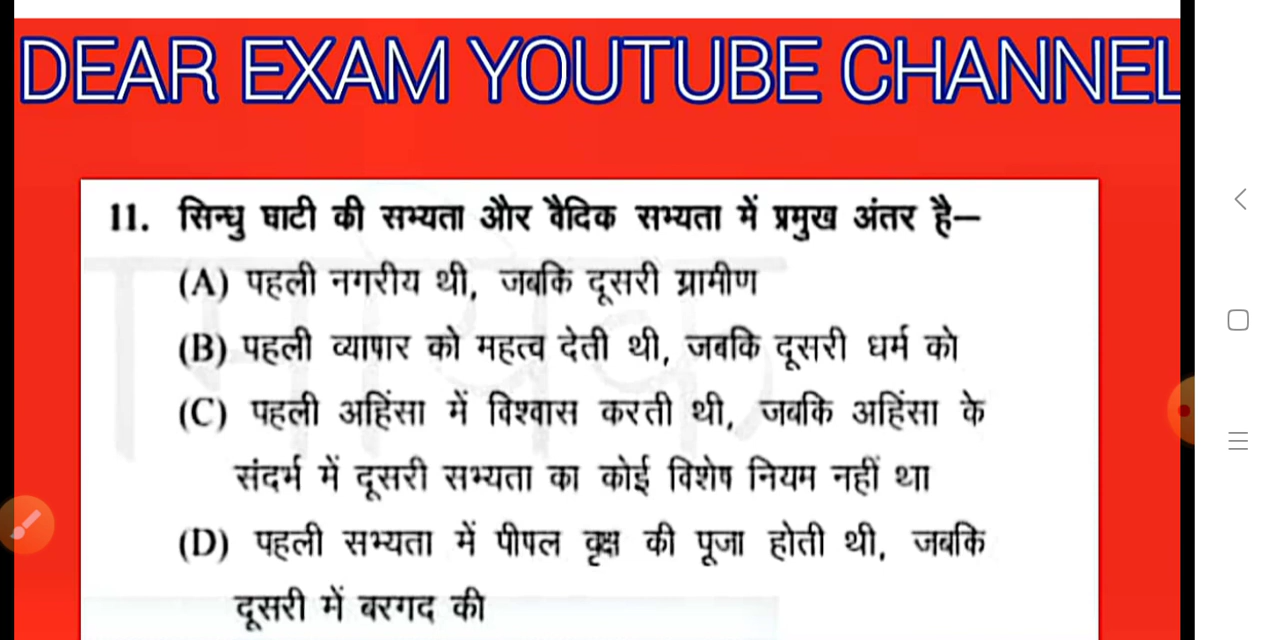 DEAR EXAM YOUTUBE CHANNEL
11. सिन्धु घाटी की सभ्यता और वैदिक सभ्यता में प्रमुख अंतर है–
(A) पहली नगरीय थी, जबकि दूसरी ग्रामीण
(B) पहली व्यापार को महत्व देती थी, जबकि दूसरी धर्म को
(C) पहली अहिंसा में विश्वास करती थी, जबकि अहिंसा के
संदर्भ में दूसरी सभ्यता का कोई विशेष नियम नहीं था
(D) पहली सभ्यता में पीपल वृक्ष की पूजा होती थी, जबकि
दूसरी में बरगद की